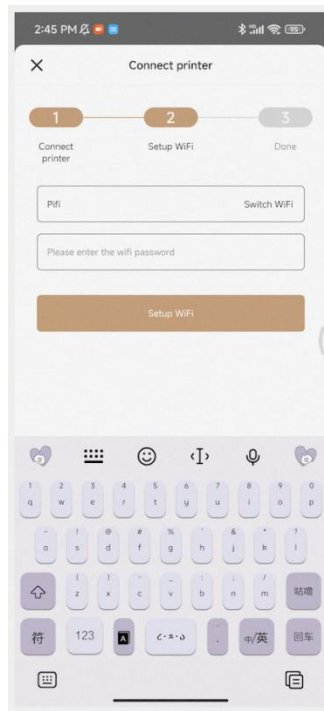 2:45 PM
Connect printer
1 2 3
Connect printer Setup WiFi Done
Pifi Switch WiFi
Please enter the wifi password
Setup WiFi
1 2 3 4 5 6 7 8 9 0
q w e r t y u i o p
a s d f g h j k l
z x c v b n m 咕噜
符 123 中/英 回车